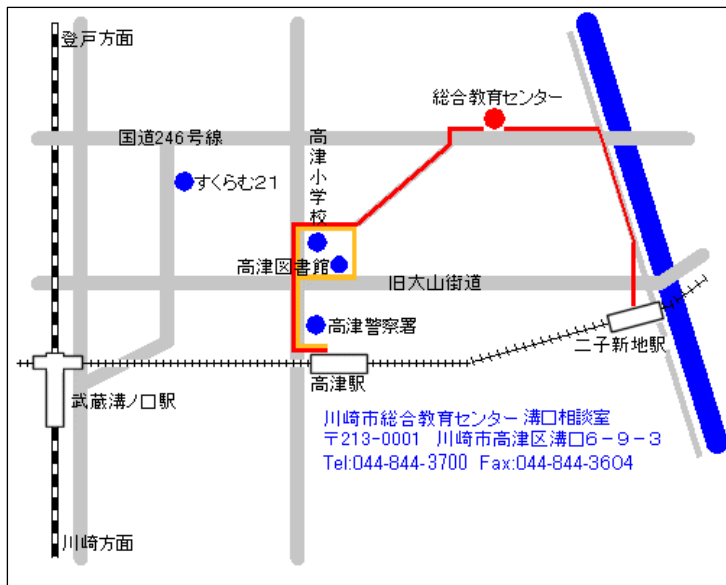 登戸方面
総合教育センター
国道246号線
高津小学校
すくらむ21
高津図書館
旧大山街道
高津警察署
二子新地駅
高津駅
武蔵溝ノ口駅
川崎市総合教育センター 溝口相談室
〒213-0001 川崎市高津区溝口6-9-3
Tel:044-844-3700 Fax:044-844-3604
川崎方面